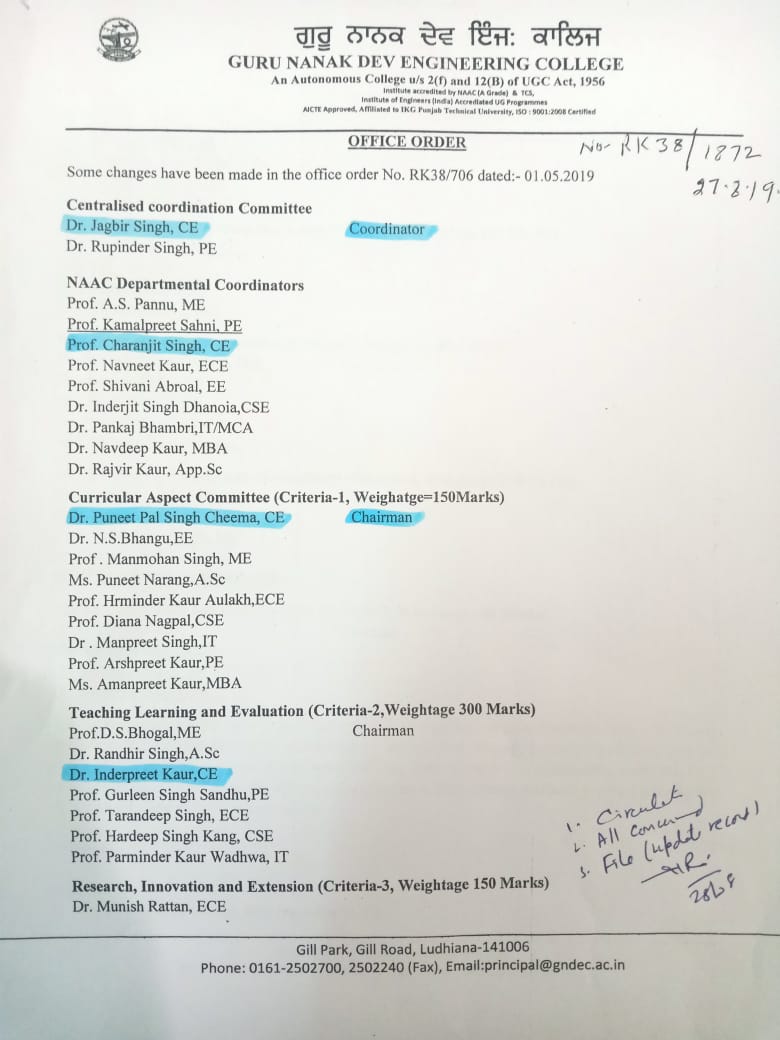 ਗੁਰੂ ਨਾਨਕ ਦੇਵ ਇੰਜ: ਕਾਲਿਜ
GURU NANAK DEV ENGINEERING COLLEGE
An Autonomous College u/s 2(f) and 12(B) of UGC Act, 1956
Institute accredited by NAAC (A Grade) & TCS,
Institute of Engineers (India) Accrediated UG Programmes
AICTE Approved, Affiliated to IKG Punjab Technical University, ISO : 9001:2008 Certified
OFFICE ORDER
No- RK38/1872
27.8.19.
Some changes have been made in the office order No. RK38/706 dated:- 01.05.2019
Centralised coordination Committee
Dr. Jagbir Singh, CE Coordinator
Dr. Rupinder Singh, PE
NAAC Departmental Coordinators
Prof. A.S. Pannu, ME
Prof. Kamalpreet Sahni, PE
Prof. Charanjit Singh, CE
Prof. Navneet Kaur, ECE
Prof. Shivani Abroal, EE
Dr. Inderjit Singh Dhanoia,CSE
Dr. Pankaj Bhambri,IT/MCA
Dr. Navdeep Kaur, MBA
Dr. Rajvir Kaur, App.Sc
Curricular Aspect Committee (Criteria-1, Weighatge=150Marks)
Dr. Puneet Pal Singh Cheema, CE Chairman
Dr. N.S.Bhangu,EE
Prof . Manmohan Singh, ME
Ms. Puneet Narang,A.Sc
Prof. Hrminder Kaur Aulakh,ECE
Prof. Diana Nagpal,CSE
Dr . Manpreet Singh,IT
Prof. Arshpreet Kaur,PE
Ms. Amanpreet Kaur,MBA
Teaching Learning and Evaluation (Criteria-2,Weightage 300 Marks)
Prof.D.S.Bhogal,ME Chairman
Dr. Randhir Singh,A.Sc
Dr. Inderpreet Kaur,CE
Prof. Gurleen Singh Sandhu,PE
Prof. Tarandeep Singh, ECE
Prof. Hardeep Singh Kang, CSE
Prof. Parminder Kaur Wadhwa, IT
1. Circulet
2. All concerned
3. File (update record)
Research, Innovation and Extension (Criteria-3, Weightage 150 Marks)
Dr. Munish Rattan, ECE
Gill Park, Gill Road, Ludhiana-141006
Phone: 0161-2502700, 2502240 (Fax), Email:principal@gndec.ac.in